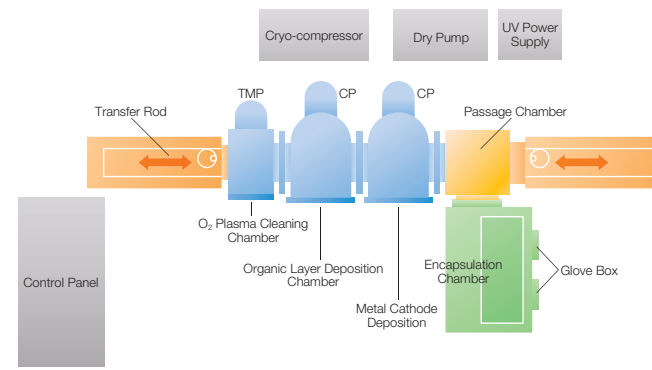 Cryo-compressor
Dry Pump
UV Power
Supply
TMP
CP
CP
Transfer Rod
Passage Chamber
O₂ Plasma Cleaning
Chamber
Organic Layer Deposition
Chamber
Metal Cathode
Deposition
Encapsulation
Chamber
Glove Box
Control Panel